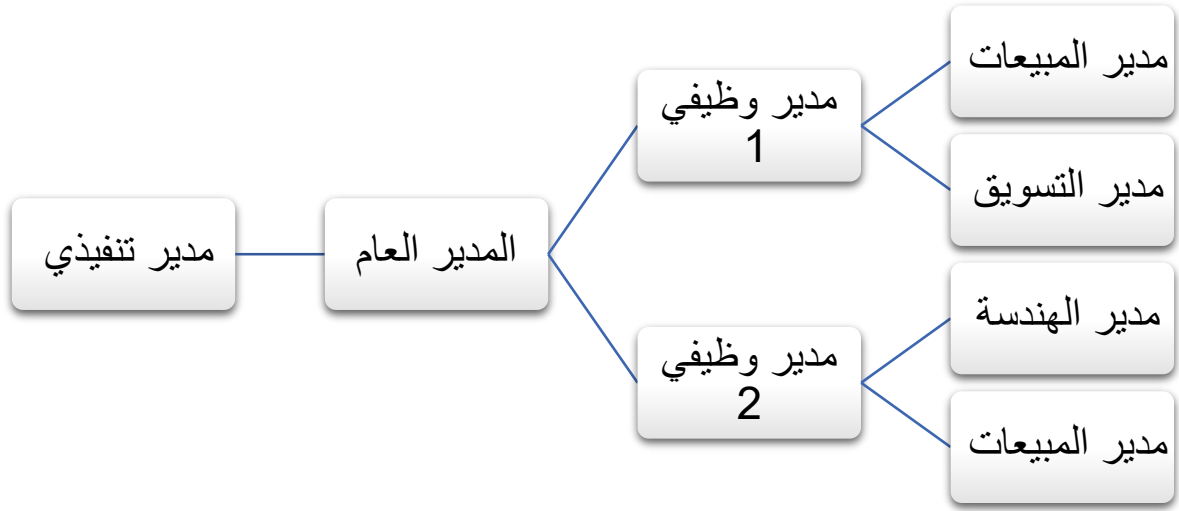 مدير تنفيذي
المدير العام
مدير وظيفي
1
مدير المبيعات
مدير التسويق
مدير وظيفي
2
مدير الهندسة
مدير المبيعات